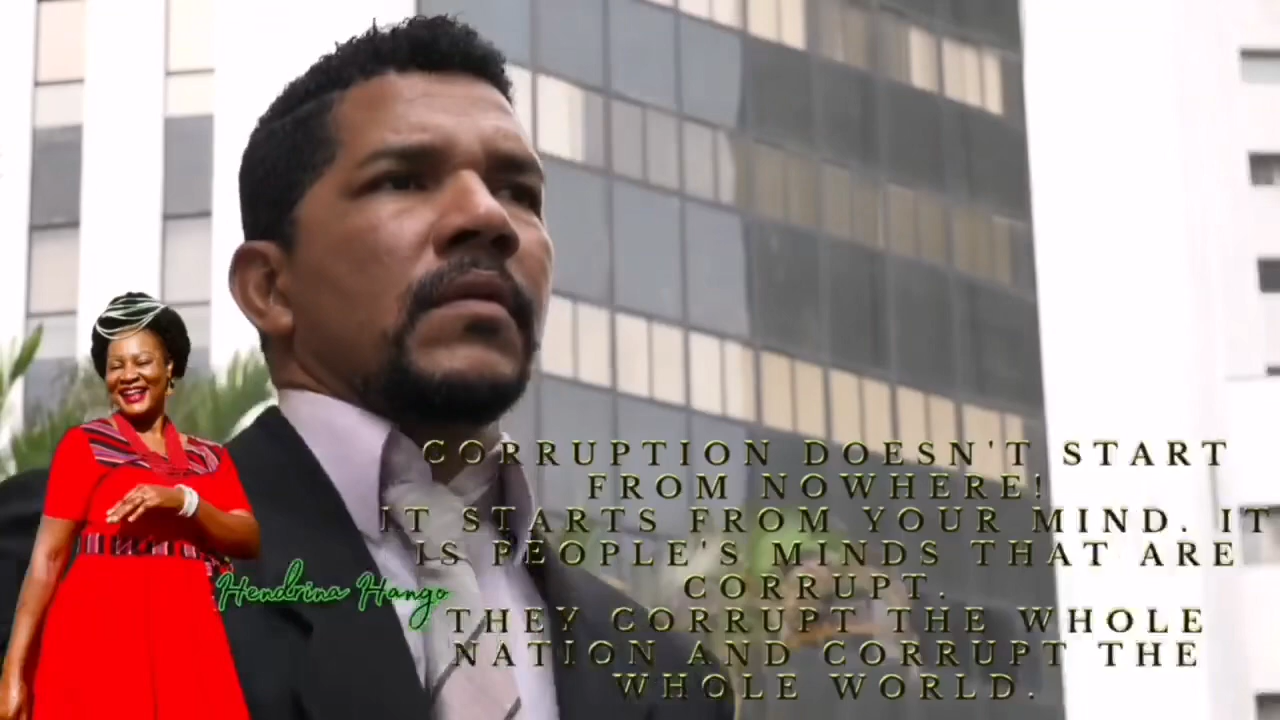 CORRUPTION DOESN'T START
FROM NOWHERE!
IT STARTS FROM YOUR MIND. IT
IS PEOPLE'S MINDS THAT ARE
CORRUPT.
THEY CORRUPT THE WHOLE
NATION AND CORRUPT THE
WHOLE WORLD.
Hendrina Hango